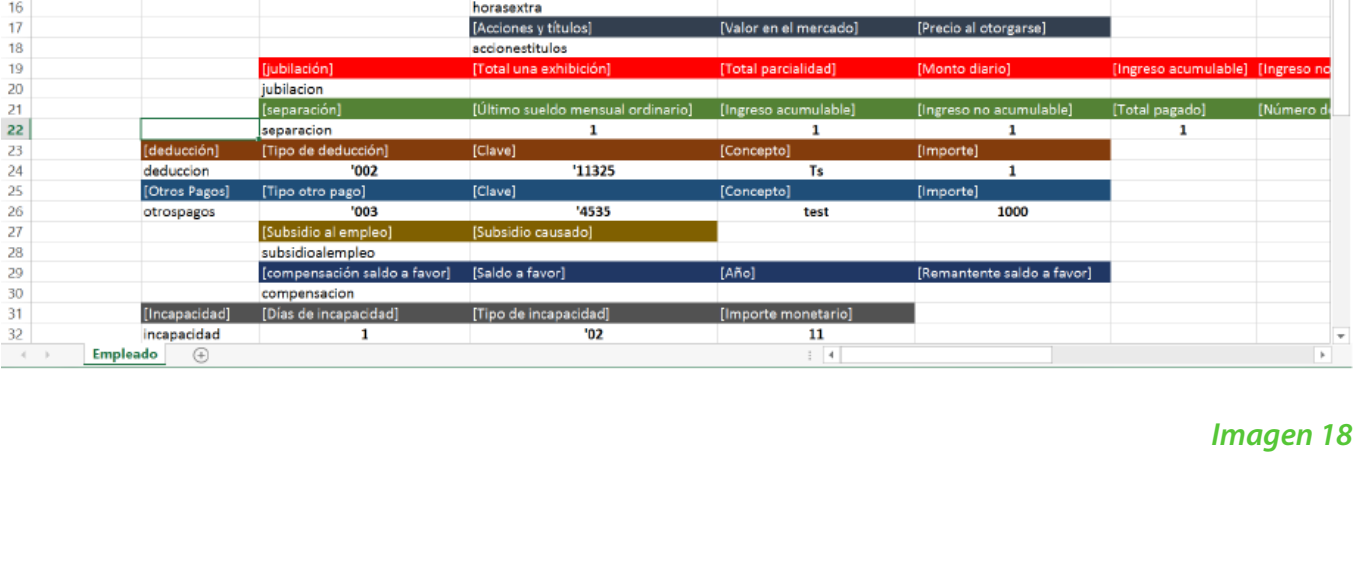 16 horasextra
17 [Acciones y títulos] [Valor en el mercado] [Precio al otorgarse]
18 accionestitulos
19 [jubilación] [Total una exhibición] [Total parcialidad] [Monto diario] [Ingreso acumulable] [Ingreso no
20 jubilacion
21 [separación] [Último sueldo mensual ordinario] [Ingreso acumulable] [Ingreso no acumulable] [Total pagado] [Número de
22 separacion 1 1 1 1
23 [deducción] [Tipo de deducción] [Clave] [Concepto] [Importe]
24 deduccion '002 '11325 Ts 1
25 [Otros Pagos] [Tipo otro pago] [Clave] [Concepto] [Importe]
26 otrospagos '003 '4535 test 1000
27 [Subsidio al empleo] [Subsidio causado]
28 subsidioalempleo
29 [compensación saldo a favor] [Saldo a favor] [Año] [Remantente saldo a favor]
30 compensacion
31 [Incapacidad] [Días de incapacidad] [Tipo de incapacidad] [Importe monetario]
32 incapacidad 1 '02 11
Empleado
Imagen 18